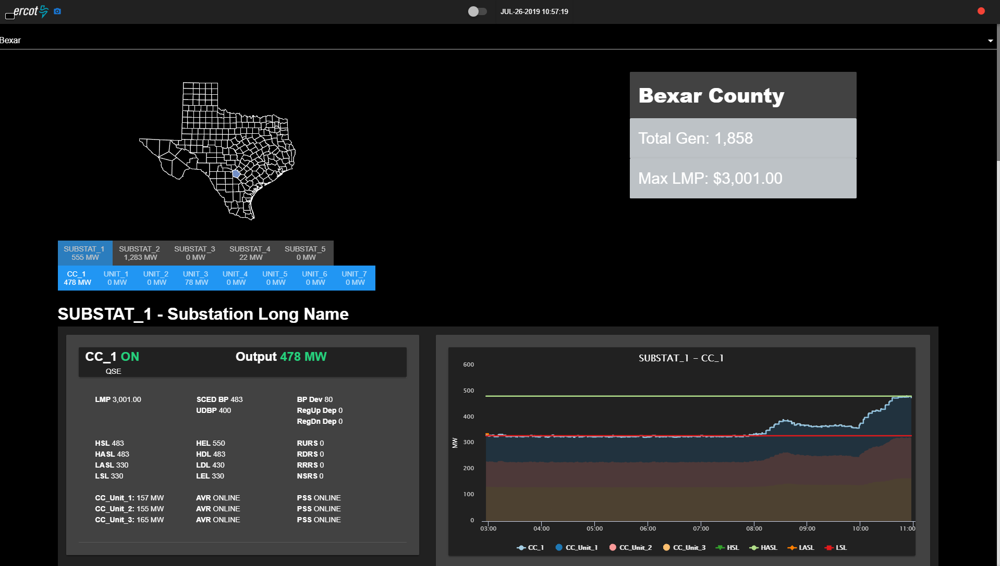 ercot
JUL-26-2019 10:57:19
Bexar
Bexar County
Total Gen: 1,858
Max LMP: $3,001.00
SUBSTAT_1 SUBSTAT_2 SUBSTAT_3 SUBSTAT_4 SUBSTAT_5
555 MW 1,283 MW 0 MW 22 MW 0 MW
CC_1 UNIT_1 UNIT_2 UNIT_3 UNIT_4 UNIT_5 UNIT_6 UNIT_7
478 MW 0 MW 0 MW 78 MW 0 MW 0 MW 0 MW 0 MW
SUBSTAT_1 - Substation Long Name
CC_1 ON Output 478 MW
QSE
LMP 3,001.00 SCED BP 483 BP Dev 80
UDBP 400 RegUp Dep 0
RegDn Dep 0
HSL 483 HEL 550 RURS 0
HASL 483 HDL 483 RDRS 0
LASL 330 LDL 430 RRRS 0
LSL 330 LEL 330 NSRS 0
CC_Unit_1: 157 MW AVR ONLINE PSS ONLINE
CC_Unit_2: 155 MW AVR ONLINE PSS ONLINE
CC_Unit_3: 165 MW AVR ONLINE PSS ONLINE
SUBSTAT_1 - CC_1
600
500
400
300
200
100
0
MW
03:00 04:00 05:00 06:00 07:00 08:00 09:00 10:00 11:00
CC_1 CC_Unit_1 CC_Unit_2 CC_Unit_3 HSL HASL LASL LSL